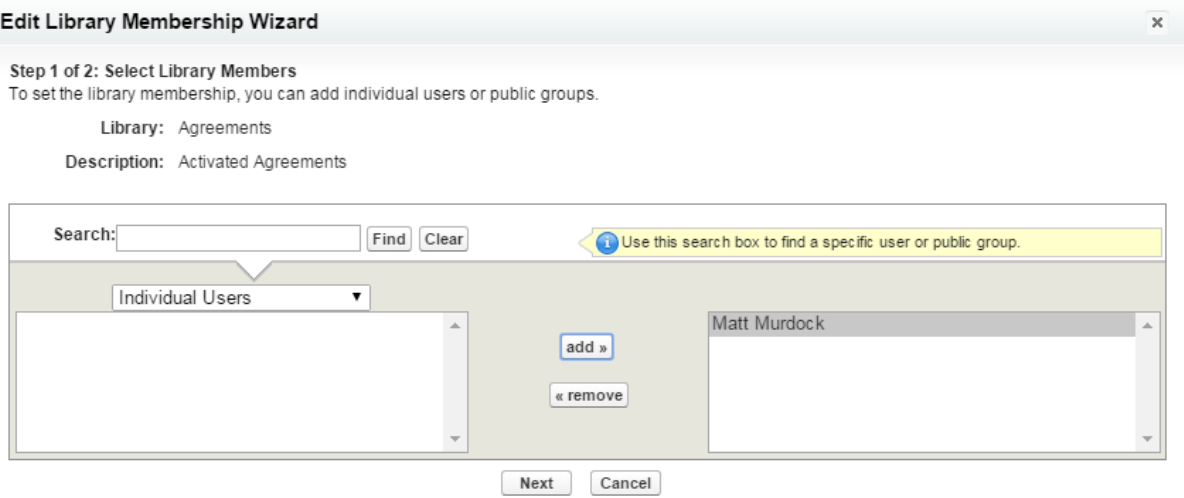 Edit Library Membership Wizard
Step 1 of 2: Select Library Members
To set the library membership, you can add individual users or public groups.
Library: Agreements
Description: Activated Agreements
Search: Find Clear Use this search box to find a specific user or public group.
Individual Users
Matt Murdock
add »
« remove
Next Cancel